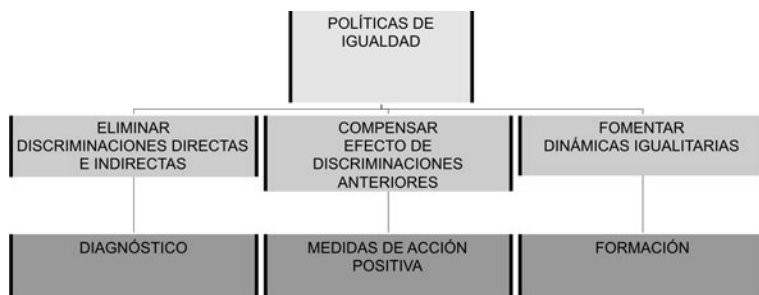 POLÍTICAS DE
IGUALDAD
ELIMINAR
DISCRIMINACIONES DIRECTAS
E INDIRECTAS
COMPENSAR
EFECTO DE
DISCRIMINACIONES
ANTERIORES
FOMENTAR
DINÁMICAS IGUALITARIAS
DIAGNÓSTICO
MEDIDAS DE ACCIÓN
POSITIVA
FORMACIÓN